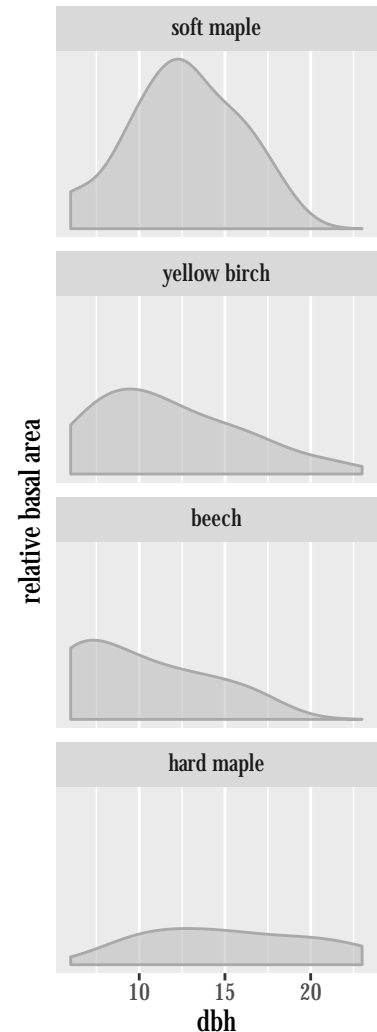 soft maple
yellow birch
beech
hard maple
relative basal area
10 15 20
dbh